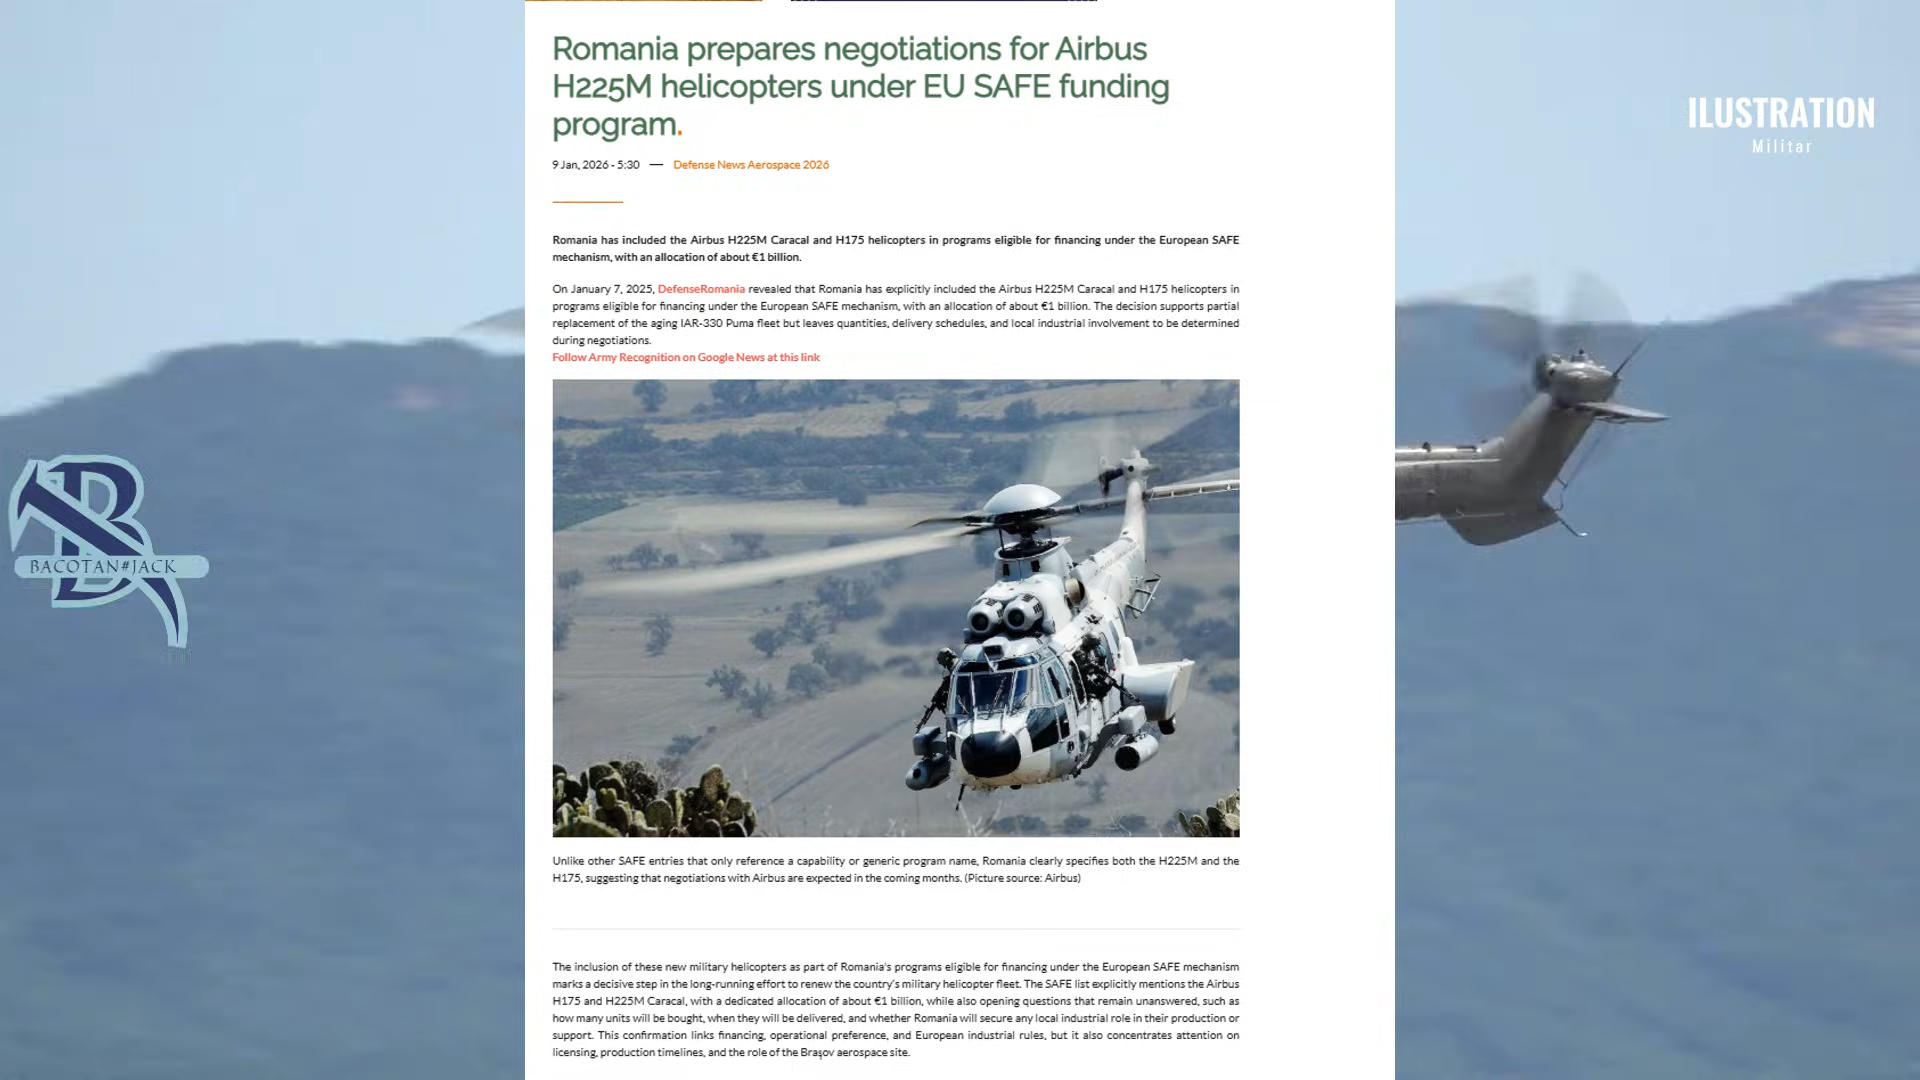 Romania prepares negotiations for Airbus
H225M helicopters under EU SAFE funding
program.
9 Jan, 2026 - 5:30 — Defense News Aerospace 2026
Romania has included the Airbus H225M Caracal and H175 helicopters in programs eligible for financing under the European SAFE
mechanism, with an allocation of about €1 billion.
On January 7, 2025, DefenseRomania revealed that Romania has explicitly included the Airbus H225M Caracal and H175 helicopters in
programs eligible for financing under the European SAFE mechanism, with an allocation of about €1 billion. The decision supports partial
replacement of the aging IAR-330 Puma fleet but leaves quantities, delivery schedules, and local industrial involvement to be determined
during negotiations.
Follow Army Recognition on Google News at this link
Unlike other SAFE entries that only reference a capability or generic program name, Romania clearly specifies both the H225M and the
H175, suggesting that negotiations with Airbus are expected in the coming months. (Picture source: Airbus)
The inclusion of these new military helicopters as part of Romania's programs eligible for financing under the European SAFE mechanism
marks a decisive step in the long-running effort to renew the country's military helicopter fleet. The SAFE list explicitly mentions the Airbus
H175 and H225M Caracal, with a dedicated allocation of about €1 billion, while also opening questions that remain unanswered, such as
how many units will be bought, when they will be delivered, and whether Romania will secure any local industrial role in their production or
support. This confirmation links financing, operational preference, and European industrial rules, but it also concentrates attention on
licensing, production timelines, and the role of the Brașov aerospace site.
ILUSTRATION
Militar
B
BACOTAN#JACK